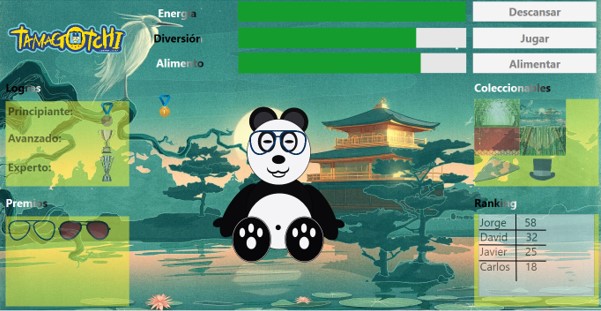 TAMAGOTCHI
Energía
Descansar
Diversión
Jugar
Alimento
Alimentar
Logros
Coleccionables
Principiante:
Avanzado:
Experto:
Premios
Ranking
Jorge 58
David 32
Javier 25
Carlos 18